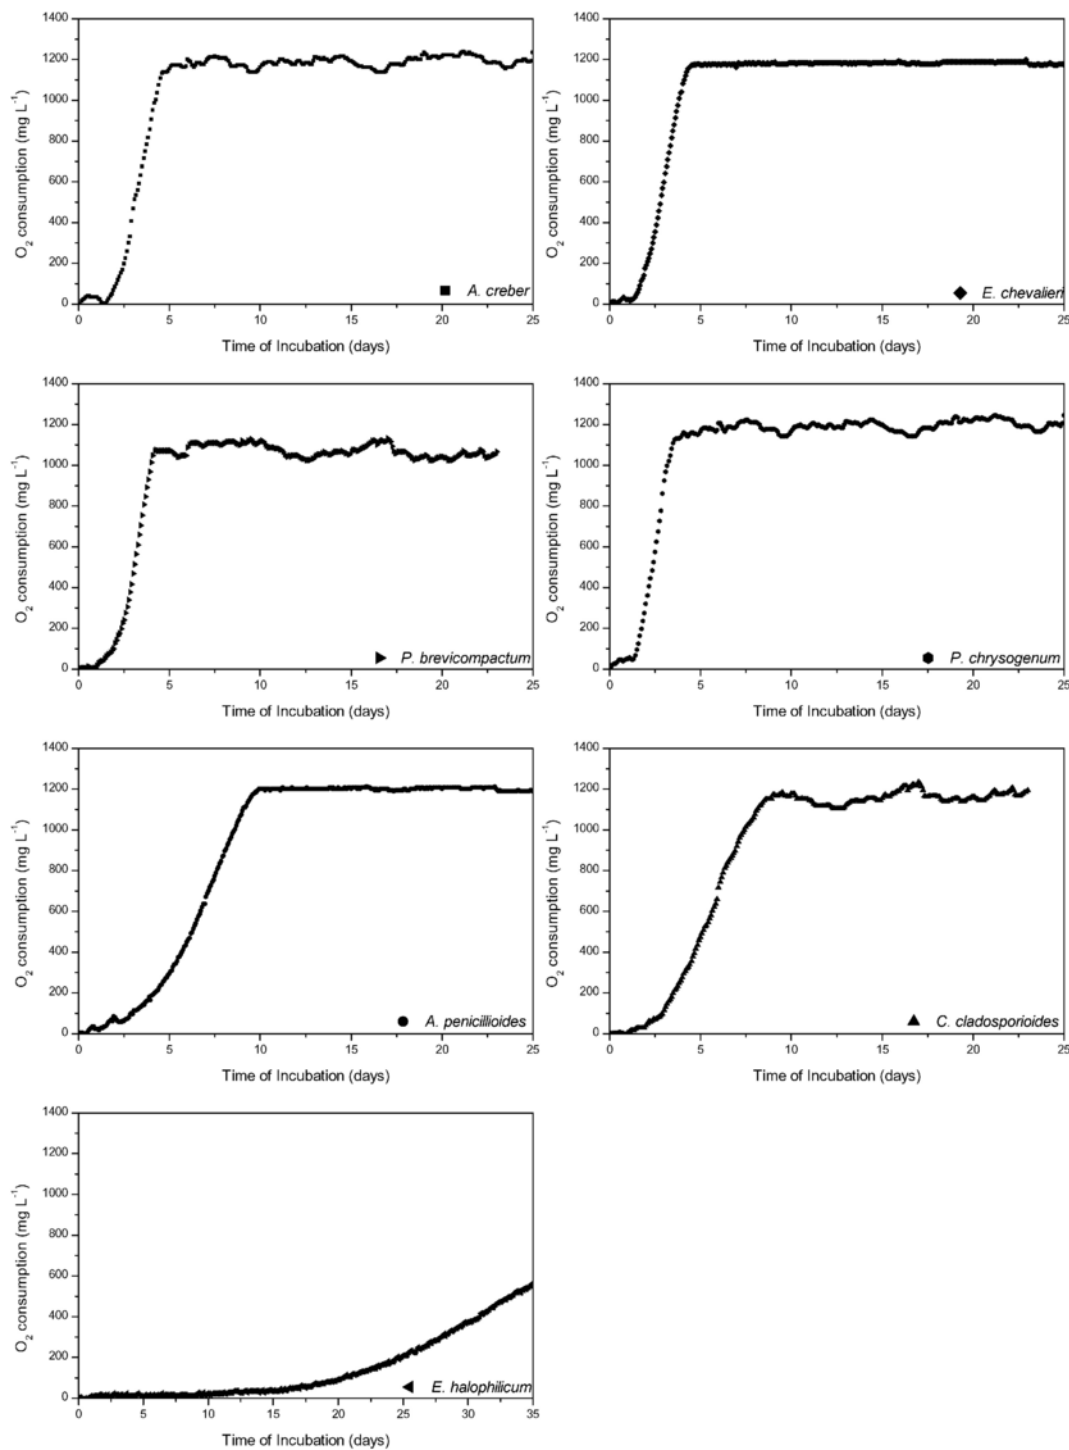 1400
1200
1000
800
600
400
200
0
O2 consumption (mg L-1)
0 5 10 15 20 25
Time of Incubation (days)
A. creber
1400
1200
1000
800
600
400
200
0
O2 consumption (mg L-1)
0 5 10 15 20 25
Time of Incubation (days)
E. chevalieri
1400
1200
1000
800
600
400
200
0
O2 consumption (mg L-1)
0 5 10 15 20 25
Time of Incubation (days)
P. brevicompactum
1400
1200
1000
800
600
400
200
0
O2 consumption (mg L-1)
0 5 10 15 20 25
Time of Incubation (days)
P. chrysogenum
1400
1200
1000
800
600
400
200
0
O2 consumption (mg L-1)
0 5 10 15 20 25
Time of Incubation (days)
A. penicillioides
1400
1200
1000
800
600
400
200
0
O2 consumption (mg L-1)
0 5 10 15 20 25
Time of Incubation (days)
C. cladosporioides
1400
1200
1000
800
600
400
200
0
O2 consumption (mg L-1)
0 5 10 15 20 25 30 35
Time of Incubation (days)
E. halophilicum